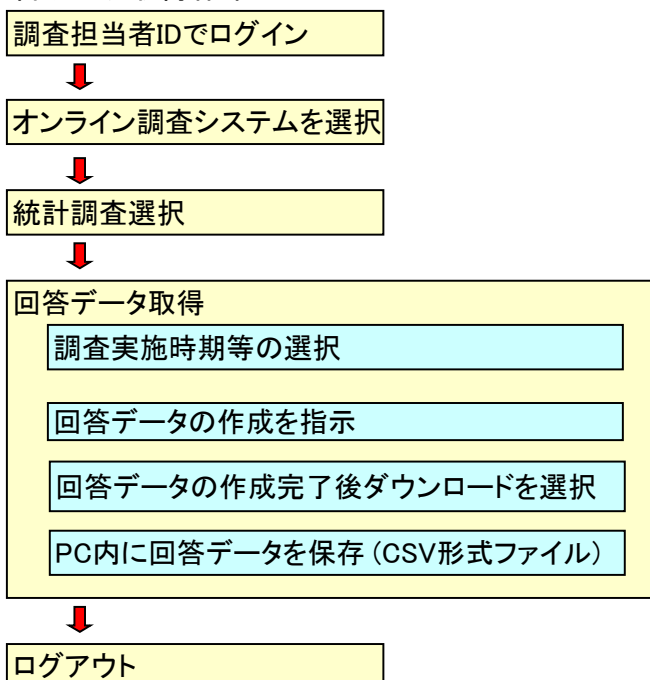 調査担当者IDでログイン
オンライン調査システムを選択
統計調査選択
回答データ取得
調査実施時期等の選択
回答データの作成を指示
回答データの作成完了後ダウンロードを選択
PC内に回答データを保存（CSV形式ファイル）
ログアウト